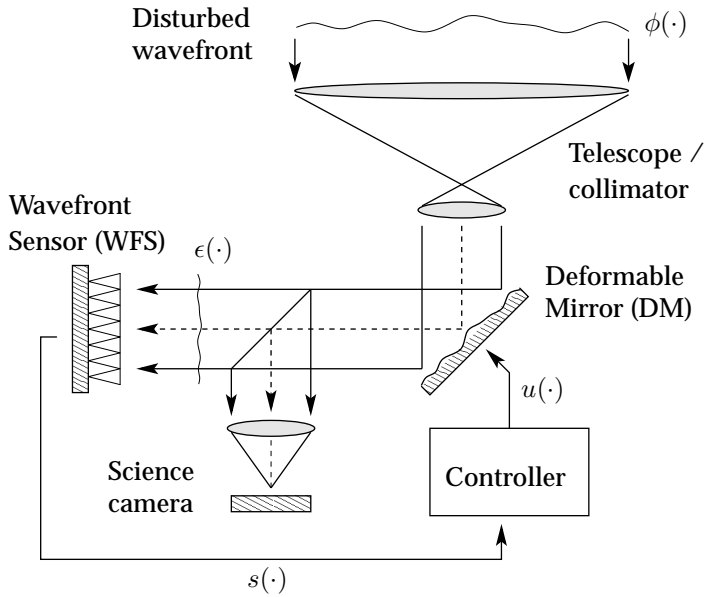 Disturbed
wavefront
ϕ(·)
Telescope /
collimator
Wavefront
Sensor (WFS)
ϵ(·)
Deformable
Mirror (DM)
u(·)
Science
camera
Controller
s(·)